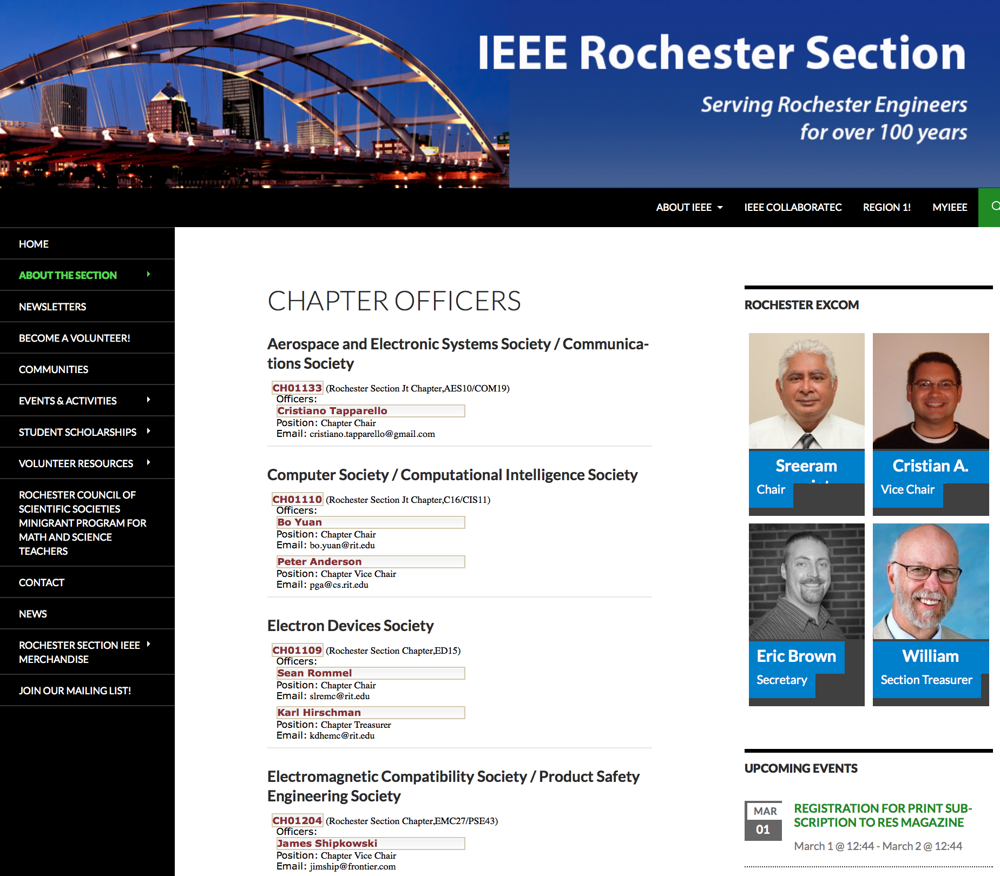 IEEE Rochester Section
Serving Rochester Engineers
for over 100 years
ABOUT IEEE
IEEE COLLABORATEC
REGION 1!
MYIEEE
HOME
ABOUT THE SECTION
NEWSLETTERS
BECOME A VOLUNTEER!
COMMUNITIES
EVENTS & ACTIVITIES
STUDENT SCHOLARSHIPS
VOLUNTEER RESOURCES
ROCHESTER COUNCIL OF
SCIENTIFIC SOCIETIES
MINIGRANT PROGRAM FOR
MATH AND SCIENCE
TEACHERS
CONTACT
NEWS
ROCHESTER SECTION IEEE
MERCHANDISE
JOIN OUR MAILING LIST!
CHAPTER OFFICERS
Aerospace and Electronic Systems Society / Communica-
tions Society
CH01133 (Rochester Section Jt Chapter,AES10/COM19)
Officers:
Cristiano Tapparello
Position: Chapter Chair
Email: cristiano.tapparello@gmail.com
Computer Society / Computational Intelligence Society
CH01110 (Rochester Section Jt Chapter,C16/CIS11)
Officers:
Bo Yuan
Position: Chapter Chair
Email: bo.yuan@rit.edu
Peter Anderson
Position: Chapter Vice Chair
Email: pga@cs.rit.edu
Electron Devices Society
CH01109 (Rochester Section Chapter,ED15)
Officers:
Sean Rommel
Position: Chapter Chair
Email: slremc@rit.edu
Karl Hirschman
Position: Chapter Treasurer
Email: kdhemc@rit.edu
Electromagnetic Compatibility Society / Product Safety
Engineering Society
CH01204 (Rochester Section Chapter,EMC27/PSE43)
Officers:
James Shipkowski
Position: Chapter Vice Chair
Email: jimship@frontier.com
ROCHESTER EXCOM
Sreeram
Chair
Cristian A.
Vice Chair
Eric Brown
Secretary
William
Section Treasurer
UPCOMING EVENTS
MAR
01
REGISTRATION FOR PRINT SUB-
SCRIPTION TO RES MAGAZINE
March 1 @ 12:44 - March 2 @ 12:44